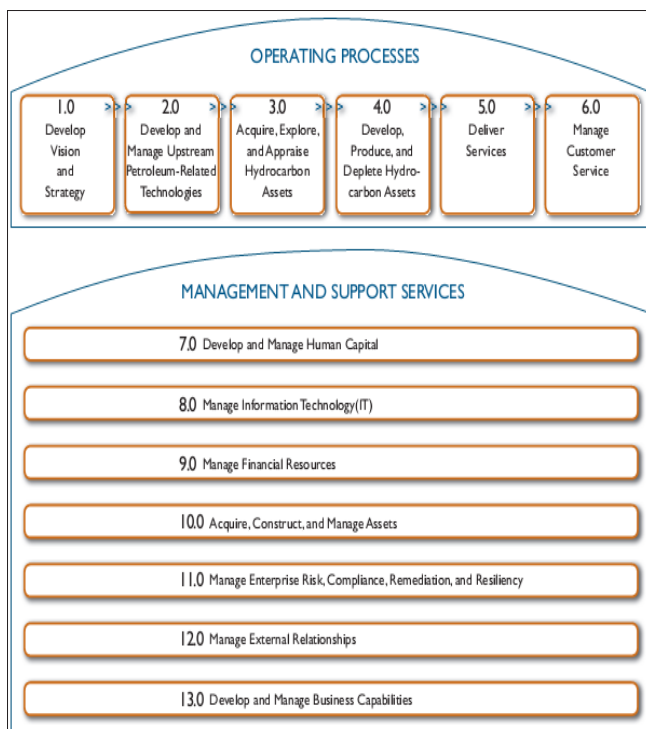 OPERATING PROCESSES
1.0 >>>
Develop
Vision
and
Strategy
2.0 >>>
Develop and
Manage Upstream
Petroleum-Related
Technologies
3.0 >>>
Acquire, Explore,
and Appraise
Hydrocarbon
Assets
4.0 >>>
Develop,
Produce, and
Deplete Hydro-
carbon Assets
5.0 >>>
Deliver
Services
6.0
Manage
Customer
Service
MANAGEMENT AND SUPPORT SERVICES
7.0 Develop and Manage Human Capital
8.0 Manage Information Technology(IT)
9.0 Manage Financial Resources
10.0 Acquire, Construct, and Manage Assets
11.0 Manage Enterprise Risk, Compliance, Remediation, and Resiliency
12.0 Manage External Relationships
13.0 Develop and Manage Business Capabilities